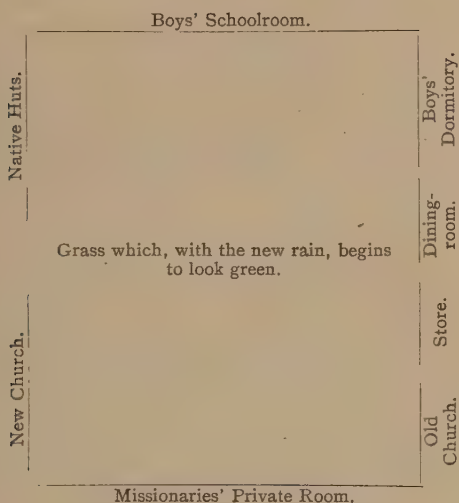 Boys' Schoolroom.
Native Huts.
Boys'
Dormitory.
Dining-
room.
Grass which, with the new rain, begins
to look green.
New Church.
Store.
Old
Church.
Missionaries' Private Room.